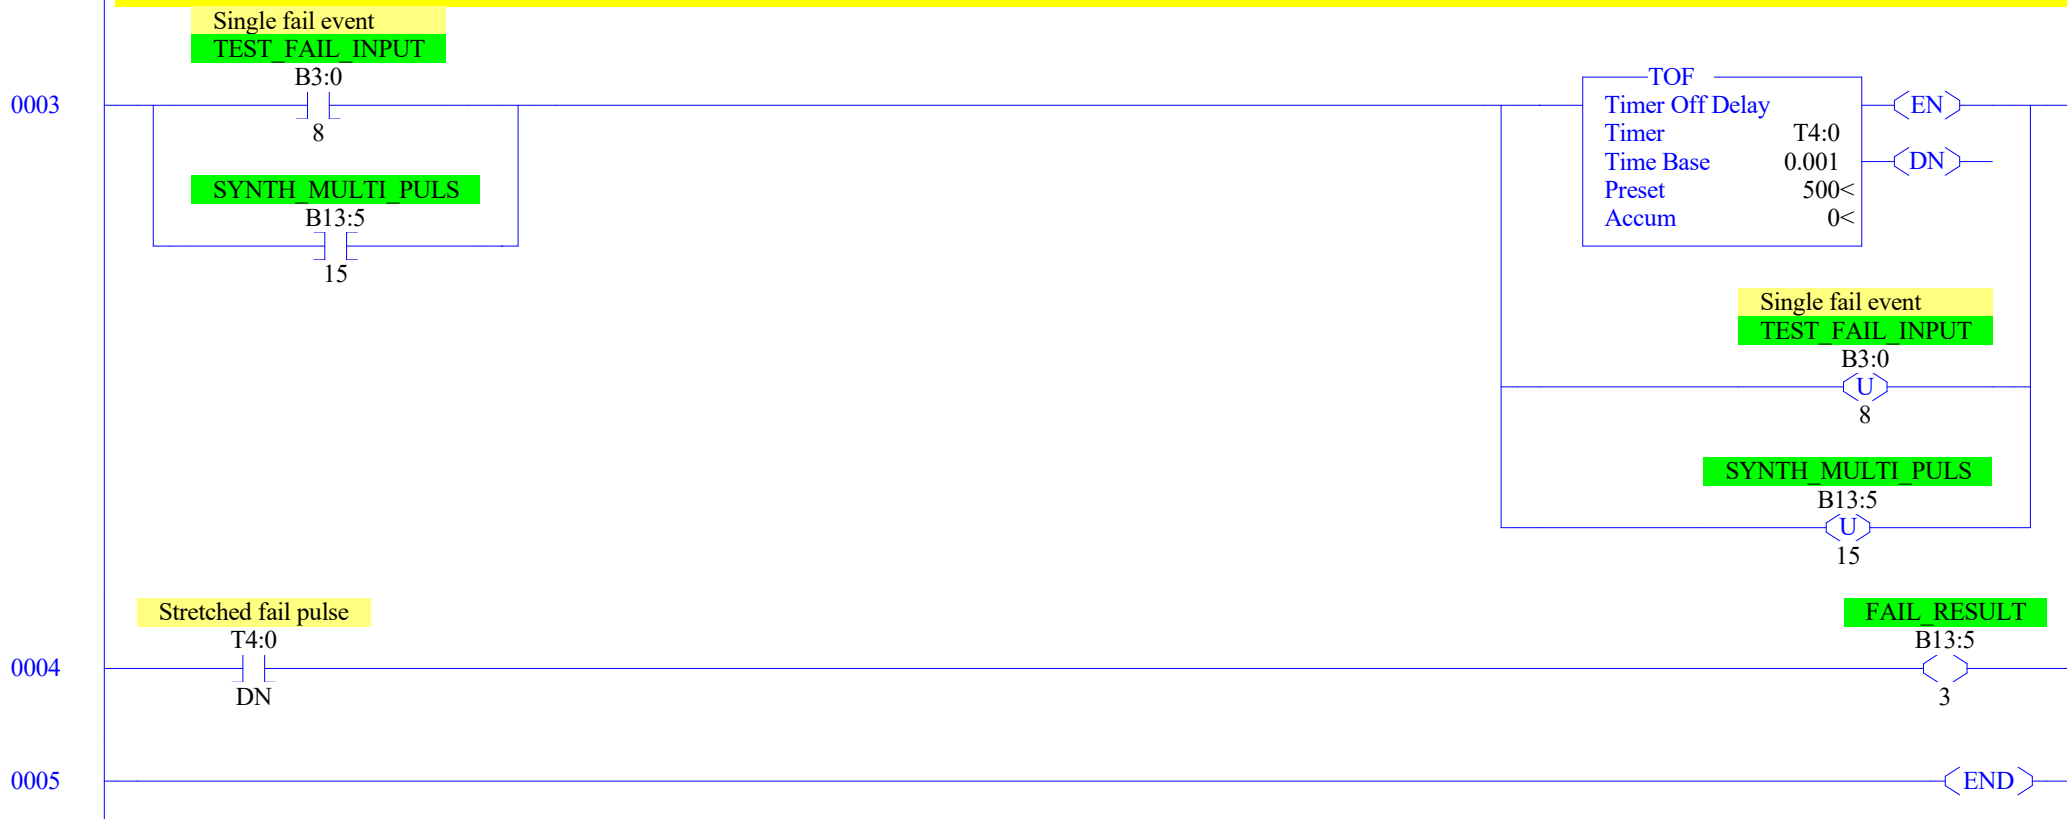 Single fail event
TEST_FAIL_INPUT
B3:0
0003
8
SYNTH_MULTI_PULS
B13:5
15
TOF
Timer Off Delay
Timer T4:0
Time Base 0.001
Preset 500<
Accum 0<
EN
DN
Single fail event
TEST_FAIL_INPUT
B3:0
U
8
SYNTH_MULTI_PULS
B13:5
U
15
Stretched fail pulse
T4:0
0004
DN
FAIL_RESULT
B13:5
3
0005
END